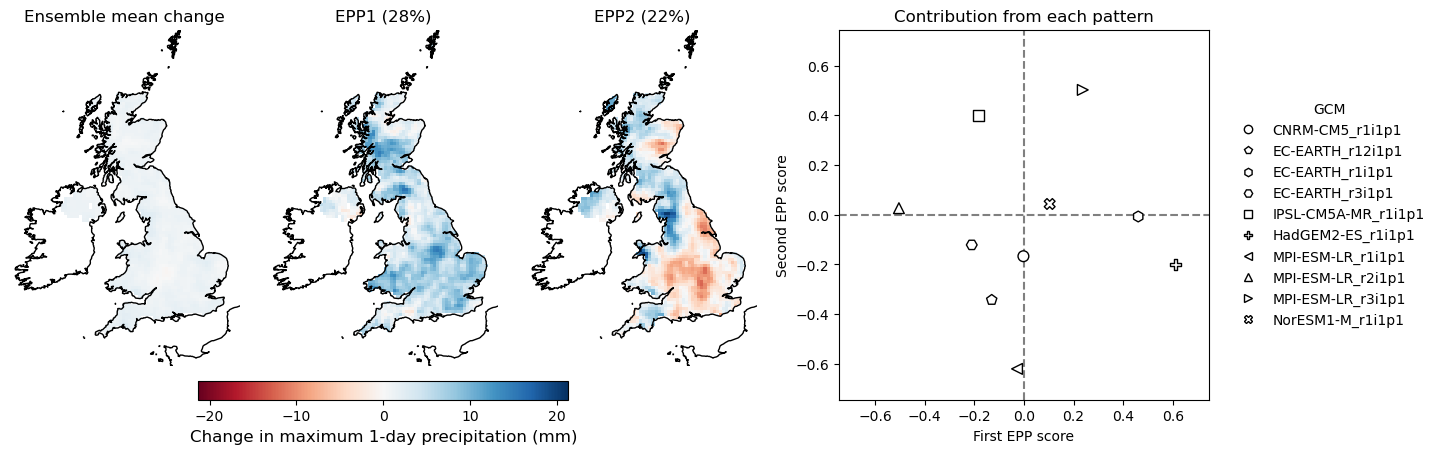 Ensemble mean change
EPP1 (28%)
EPP2 (22%)
−20 −10 0 10 20
Change in maximum 1-day precipitation (mm)
Contribution from each pattern
Second EPP score
0.6
0.4
0.2
0.0
−0.2
−0.4
−0.6
−0.6 −0.4 −0.2 0.0 0.2 0.4 0.6
First EPP score
GCM
CNRM-CM5_r1i1p1
EC-EARTH_r12i1p1
EC-EARTH_r1i1p1
EC-EARTH_r3i1p1
IPSL-CM5A-MR_r1i1p1
HadGEM2-ES_r1i1p1
MPI-ESM-LR_r1i1p1
MPI-ESM-LR_r2i1p1
MPI-ESM-LR_r3i1p1
NorESM1-M_r1i1p1